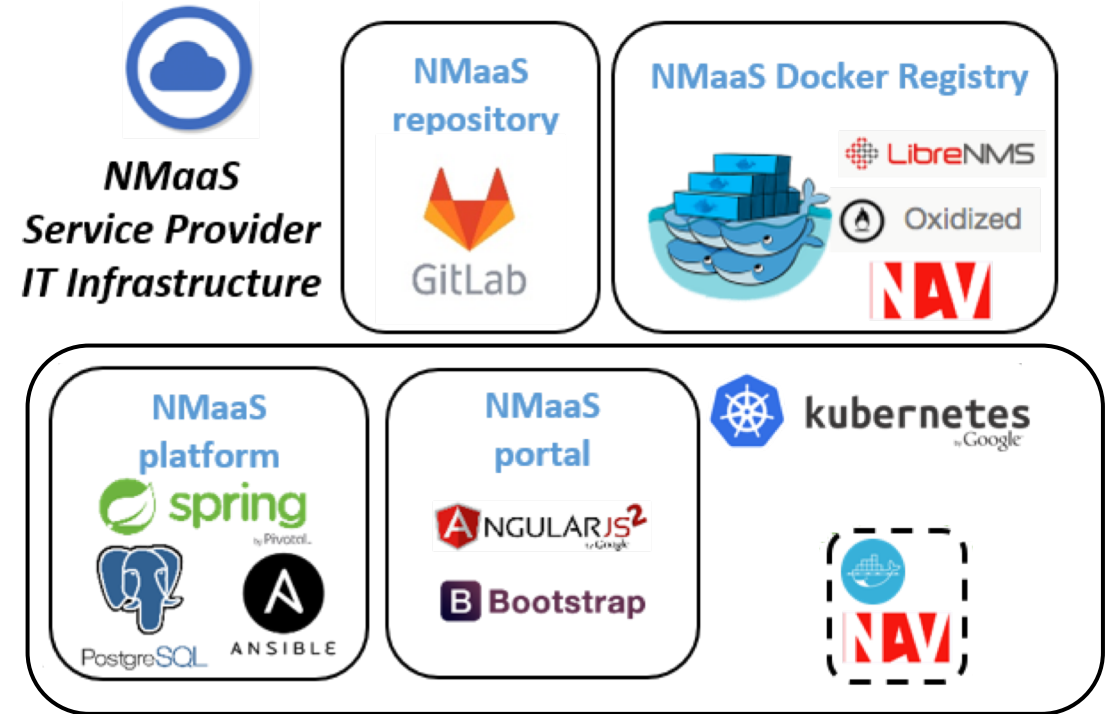 NMaaS
Service Provider
IT Infrastructure
NMaaS
repository
GitLab
NMaaS Docker Registry
LibreNMS
Oxidized
NAV
NMaaS
platform
spring
by Pivotal
PostgreSQL
ANSIBLE
NMaaS
portal
ANGULARJS2
by Google
B Bootstrap
kubernetes
by Google
NAV